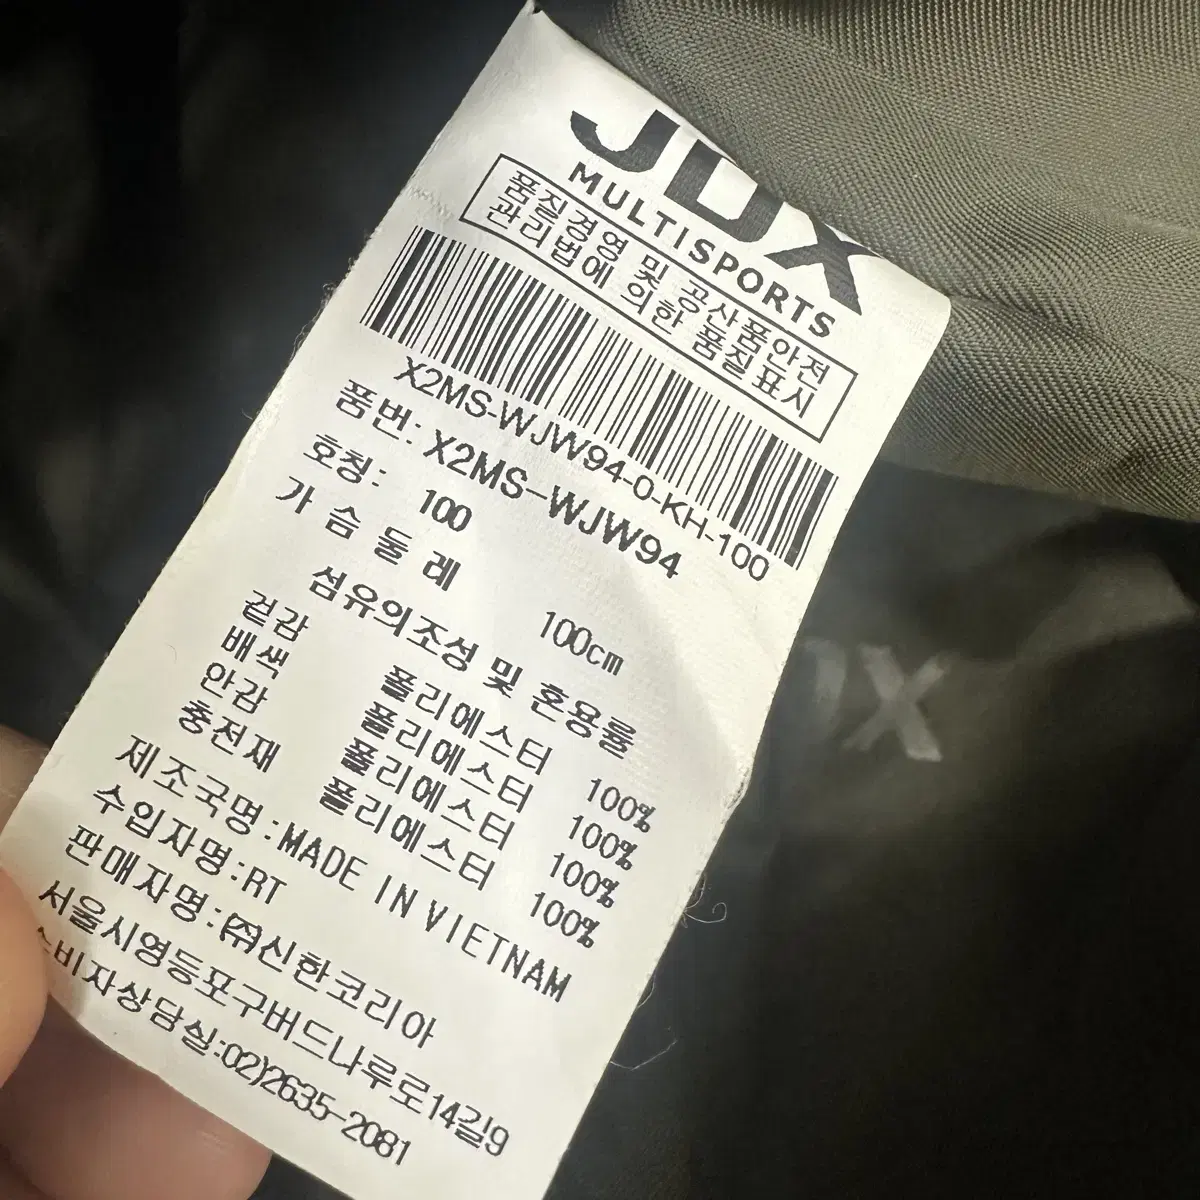 JDX
MULTISPORTS
품질경영 및 공산품안전
관리법에 의한 품질표시
X2MS-WJW94-0-KH-100
품번: X2MS-WJW94
호칭: 100
가슴둘레 100cm
섬유의조성 및 혼용률
겉감 폴리에스터 100%
배색 폴리에스터 100%
안감 폴리에스터 100%
충전재 폴리에스터 100%
제조국명:MADE IN VIETNAM
수입자명:RT
판매자명:㈜신한코리아
서울시영등포구버드나루로14길9
소비자상담실:02)2635-2081
DX